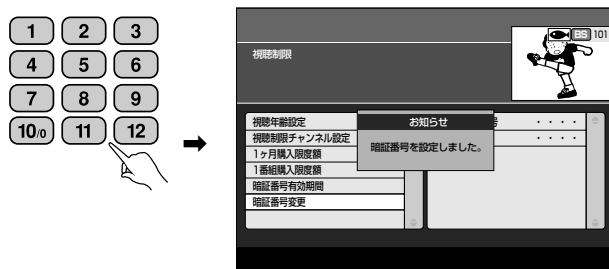 1 2 3
4 5 6
7 8 9
10/0 11 12
BS 101
視聴制限
視聴年齢設定
視聴制限チャンネル設定
1ヶ月購入限度額
1番組購入限度額
暗証番号有効期間
暗証番号変更
お知らせ
暗証番号を設定しました。
号 ・・・・
・・・・